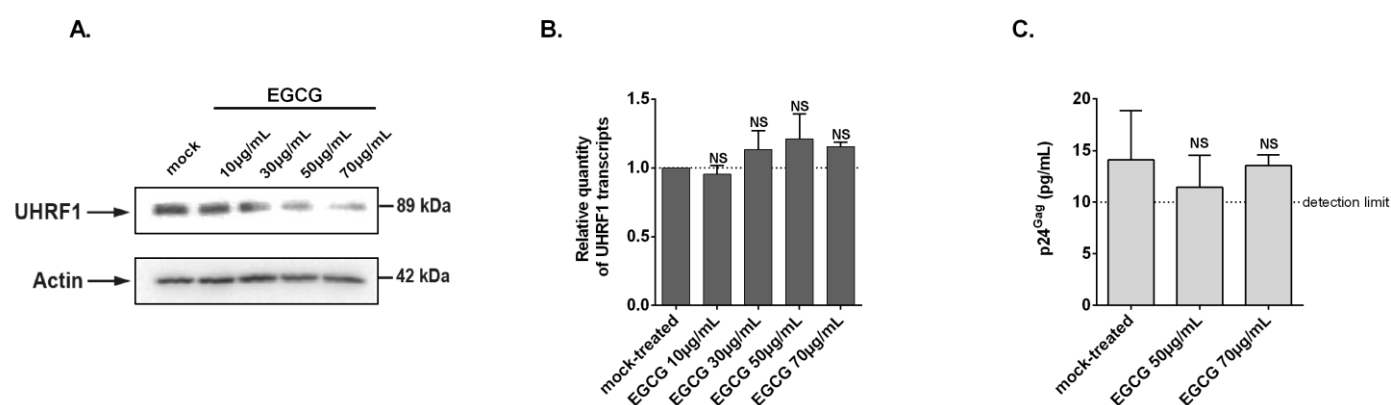 A.
EGCG
mock
10µg/mL
30µg/mL
50µg/mL
70µg/mL
UHRF1
89 kDa
Actin
42 kDa
B.
Relative quantity
of UHRF1 transcripts
1.5
1.0
0.5
0.0
NS
NS
NS
NS
mock-treated
EGCG 10µg/mL
EGCG 30µg/mL
EGCG 50µg/mL
EGCG 70µg/mL
C.
p24^Gag (pg/mL)
20
15
10
5
0
NS
NS
detection limit
mock-treated
EGCG 50µg/mL
EGCG 70µg/mL